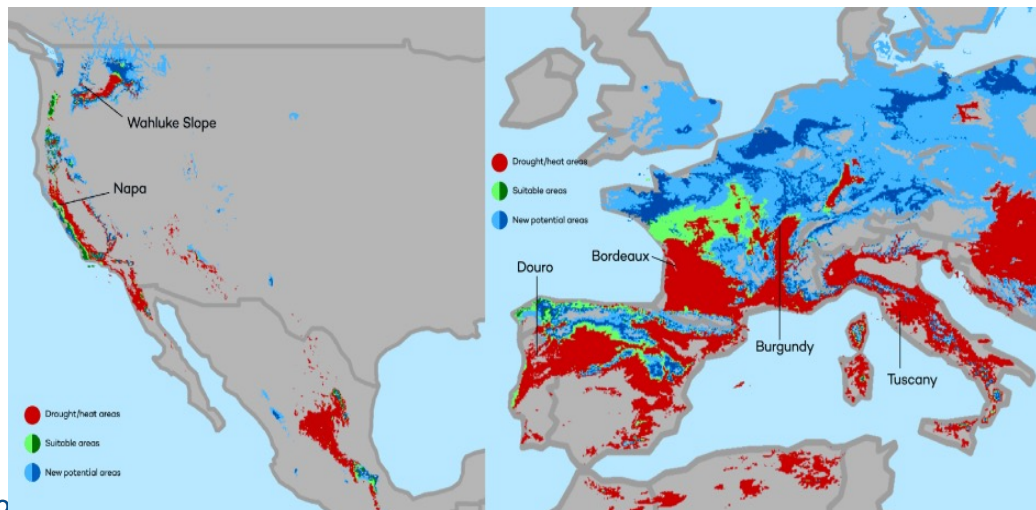 Wahluke Slope
Napa
Drought/heat areas
Suitable areas
New potential areas
Drought/heat areas
Suitable areas
New potential areas
Bordeaux
Douro
Burgundy
Tuscany